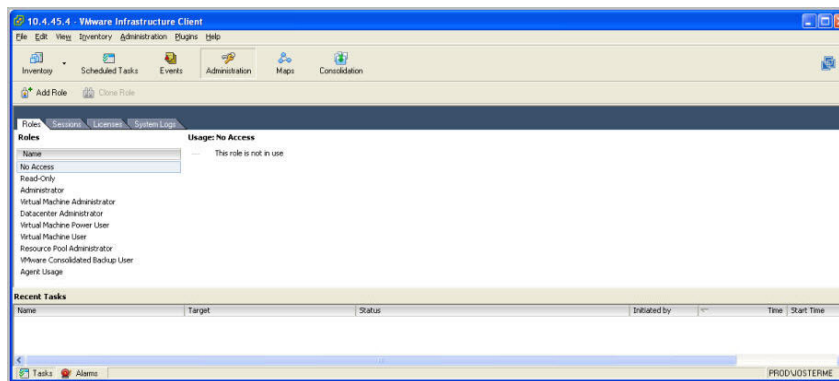 10.4.45.4 - VMware Infrastructure Client
File Edit View Inventory Administration Plugins Help
Inventory Scheduled Tasks Events Administration Maps Consolidation
Add Role Clone Role
Roles Sessions Licenses System Logs
Roles Usage: No Access
Name This role is not in use
No Access
Read-Only
Administrator
Virtual Machine Administrator
Datacenter Administrator
Virtual Machine Power User
Virtual Machine User
Resource Pool Administrator
VMware Consolidated Backup User
Agent Usage
Recent Tasks
Name Target Status Initiated by Time Start Time
Tasks Alarms PROD\JOSTERME